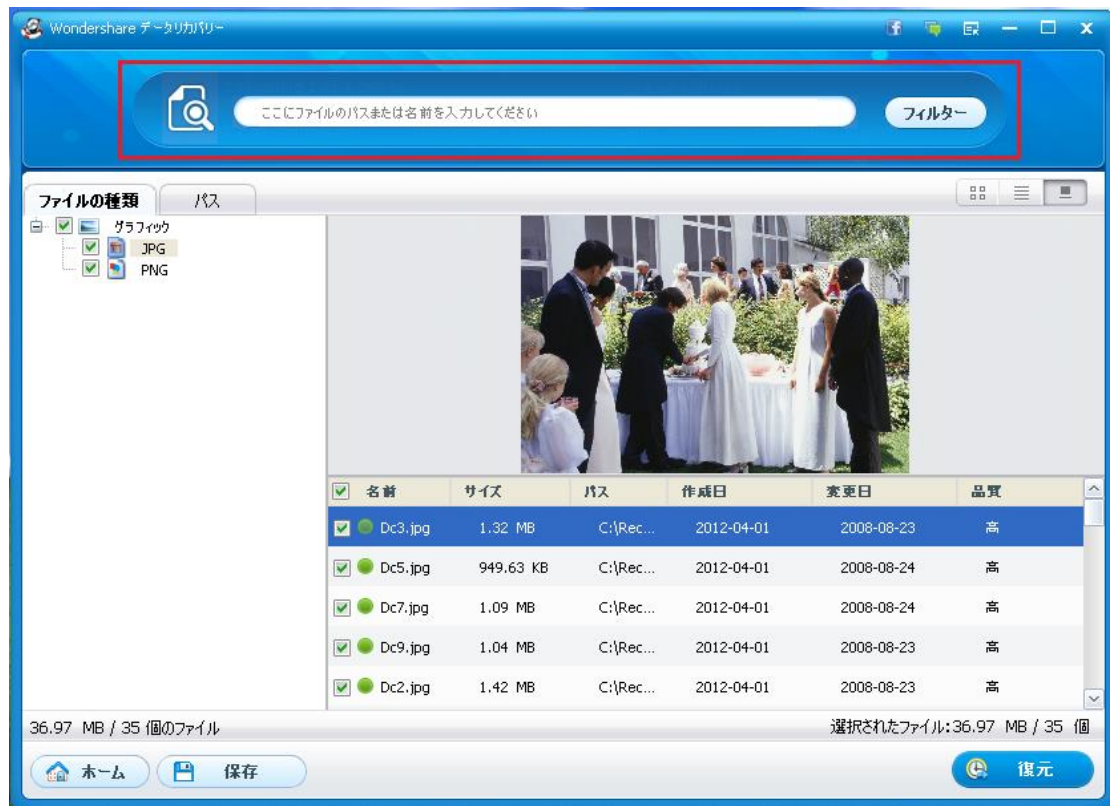 Wondershare データリカバリー
ここにファイルのパスまたは名前を入力してください
フィルター
ファイルの種類 パス
グラフィック
JPG
PNG
名前 サイズ パス 作成日 変更日 品質
Dc3.jpg 1.32 MB C:\Rec... 2012-04-01 2008-08-23 高
Dc5.jpg 949.63 KB C:\Rec... 2012-04-01 2008-08-24 高
Dc7.jpg 1.09 MB C:\Rec... 2012-04-01 2008-08-24 高
Dc9.jpg 1.04 MB C:\Rec... 2012-04-01 2008-08-23 高
Dc2.jpg 1.42 MB C:\Rec... 2012-04-01 2008-08-23 高
36.97 MB / 35 個のファイル 選択されたファイル:36.97 MB / 35 個
ホーム 保存 復元